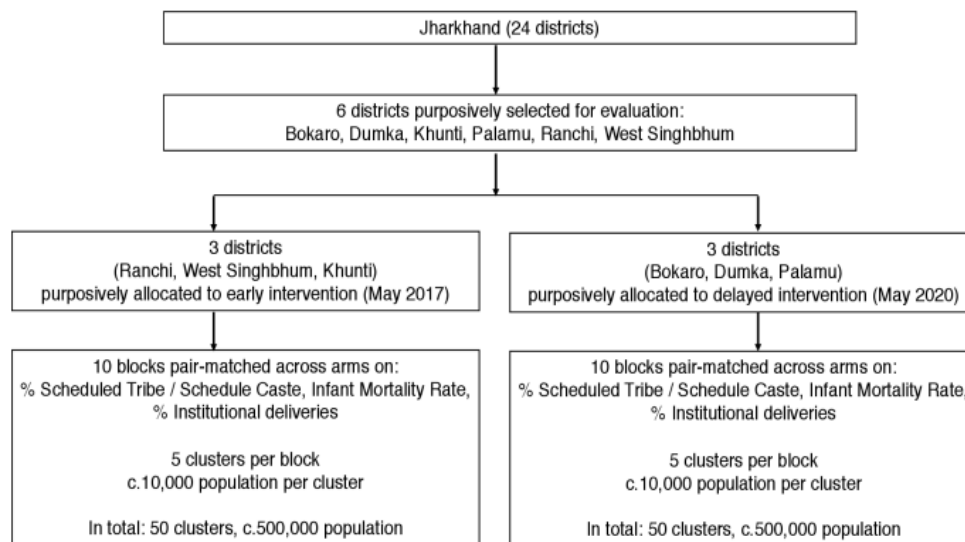 Jharkhand (24 districts)
6 districts purposively selected for evaluation:
Bokaro, Dumka, Khunti, Palamu, Ranchi, West Singhbhum
3 districts
(Ranchi, West Singhbhum, Khunti)
purposively allocated to early intervention (May 2017)
3 districts
(Bokaro, Dumka, Palamu)
purposively allocated to delayed intervention (May 2020)
10 blocks pair-matched across arms on:
% Scheduled Tribe / Schedule Caste, Infant Mortality Rate,
% Institutional deliveries
5 clusters per block
c.10,000 population per cluster
In total: 50 clusters, c.500,000 population
10 blocks pair-matched across arms on:
% Scheduled Tribe / Schedule Caste, Infant Mortality Rate,
% Institutional deliveries
5 clusters per block
c.10,000 population per cluster
In total: 50 clusters, c.500,000 population